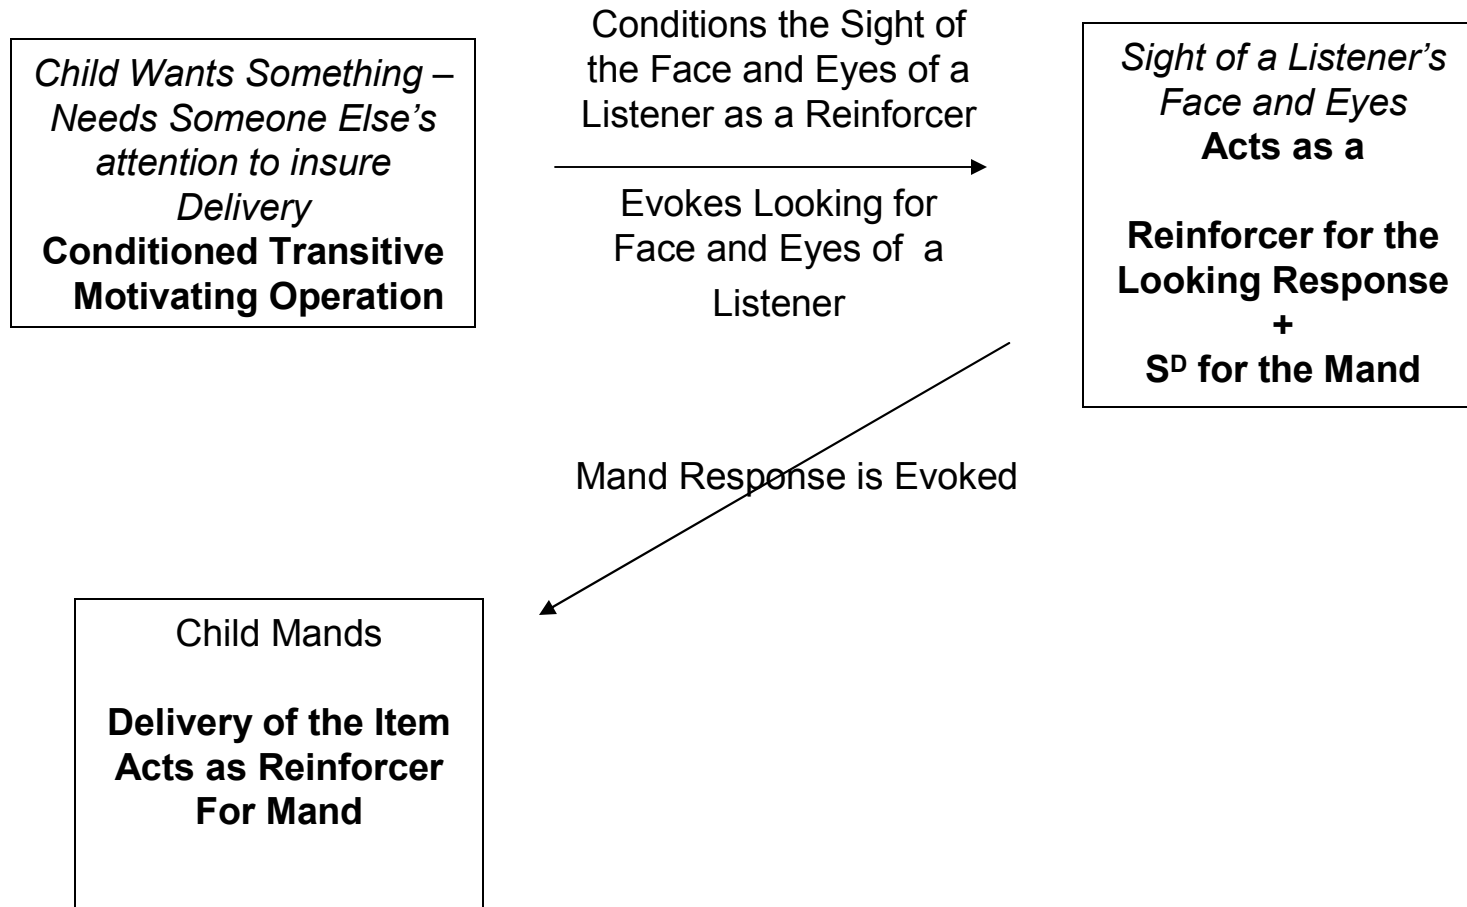 Child Wants Something –
Needs Someone Else's
attention to insure
Delivery
Conditioned Transitive
Motivating Operation
Conditions the Sight of
the Face and Eyes of a
Listener as a Reinforcer
Evokes Looking for
Face and Eyes of a
Listener
Sight of a Listener's
Face and Eyes
Acts as a
Reinforcer for the
Looking Response
+
Sᴰ for the Mand
Mand Response is Evoked
Child Mands
Delivery of the Item
Acts as Reinforcer
For Mand